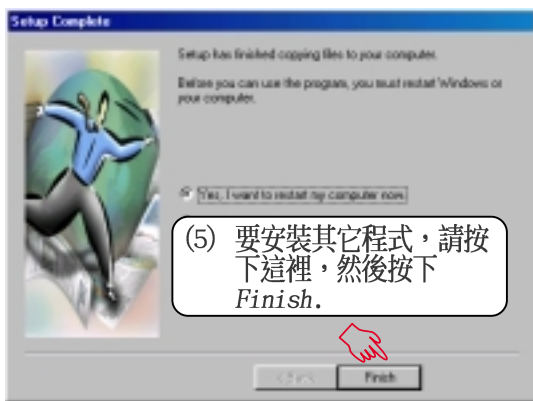 Setup Complete
Setup has finished copying files to your computer.
Before you can use the program, you must restart Windows or
your computer.
Yes, I want to restart my computer now.
(5) 要安裝其它程式，請按
下這裡，然後按下
Finish.
< Back
Finish